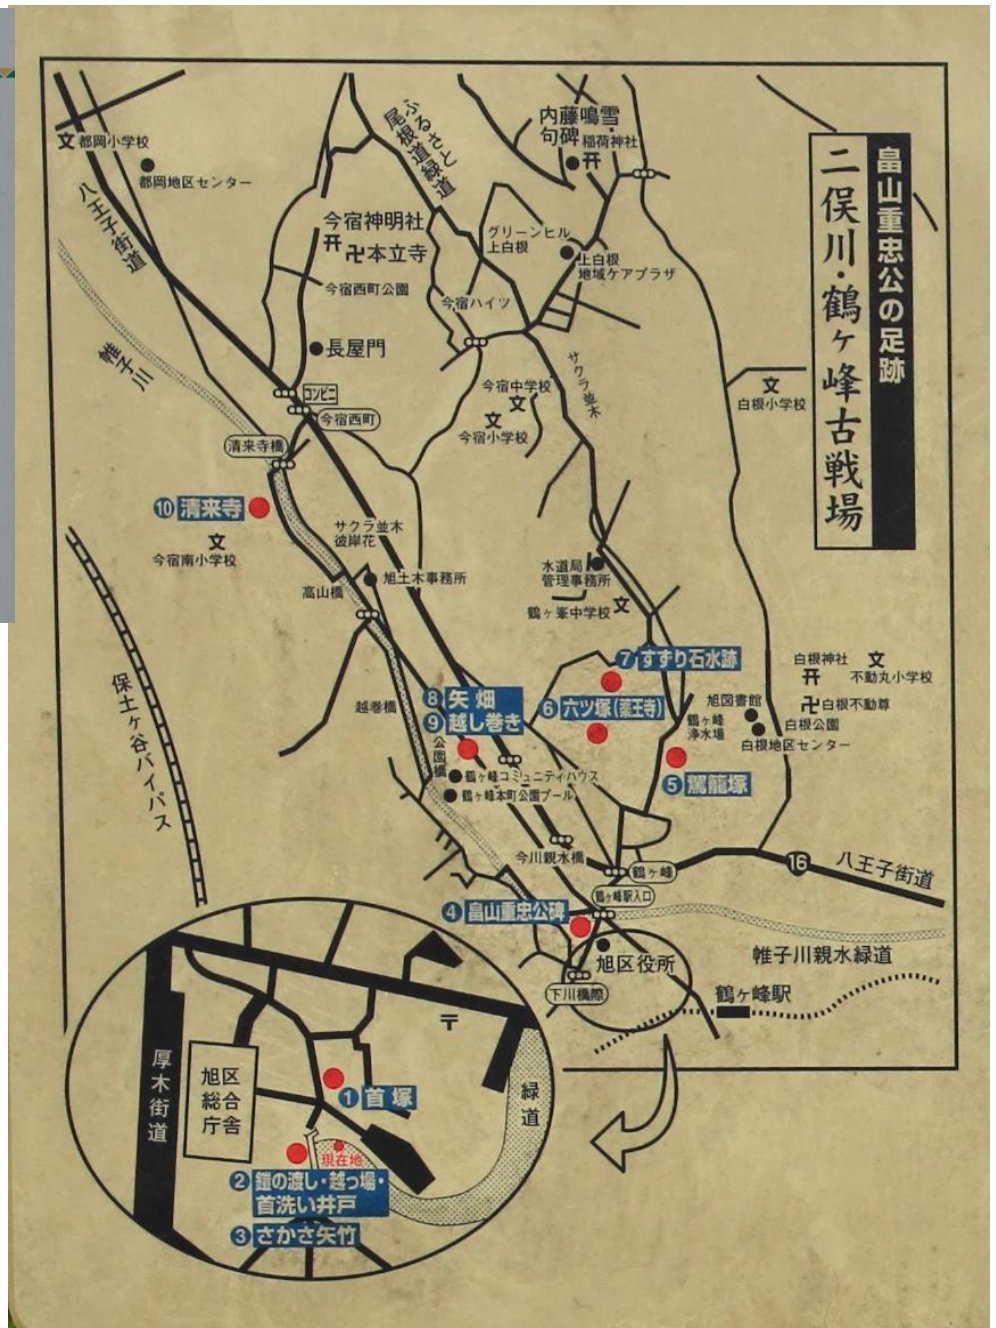 畠山重忠公の足跡
二俣川・鶴ヶ峰古戦場
都岡小学校
都岡地区センター
八王子街道
ふるさと
尾根道緑道
内藤鳴雪
句碑
稲荷神社
今宿神明社
本立寺
グリーンヒル
上白根
上白根
地域ケアプラザ
今宿西町公園
今宿ハイツ
帷子川
長屋門
コンビニ
今宿西町
サクラ並木
今宿中学校
今宿小学校
白根小学校
清来寺橋
⑩清来寺
今宿南小学校
サクラ並木
彼岸花
旭土木事務所
高山橋
水道局
管理事務所
鶴ヶ峯中学校
保土ヶ谷バイパス
越巻橋
⑦すずり石水跡
⑧矢畑
⑨越し巻き
⑥六ツ塚(薬王寺)
白根神社
不動丸小学校
旭図書館
白根不動尊
鶴ヶ峰
浄水場
白根公園
白根地区センター
公園橋
鶴ヶ峰コミュニティハウス
鶴ヶ峰本町公園プール
⑤駕籠塚
今川親水橋
鶴ヶ峰
16
八王子街道
鶴ヶ峰駅入口
④畠山重忠公碑
旭区役所
帷子川親水緑道
下川橋際
鶴ヶ峰駅
〒
厚木街道
旭区
総合
庁舎
緑道
①首塚
現在地
②鎧の渡し・越っ場・
首洗い井戸
③さかさ矢竹